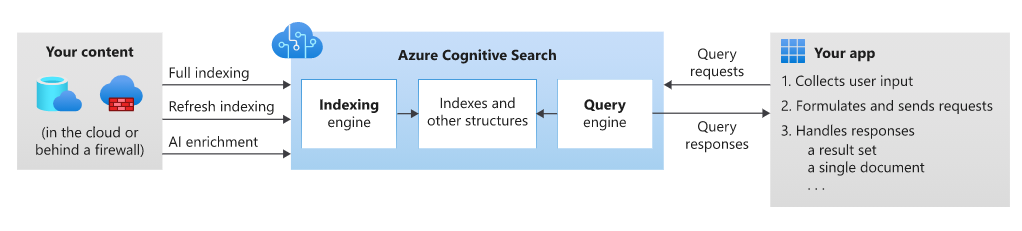 Your content
(in the cloud or
behind a firewall)
Full indexing
Refresh indexing
AI enrichment
Azure Cognitive Search
Indexing
engine
Indexes and
other structures
Query
engine
Query
requests
Query
responses
Your app
1. Collects user input
2. Formulates and sends requests
3. Handles responses
a result set
a single document
. . .